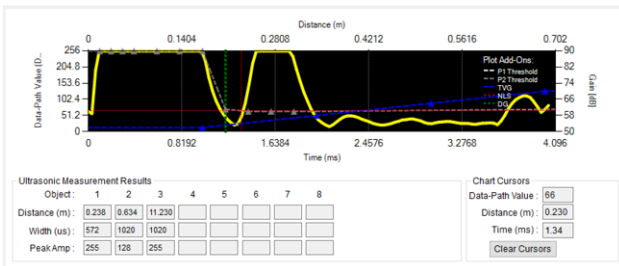 Distance (m)
0 0.1404 0.2808 0.4212 0.5616 0.702
256 90
204.8 82
153.6 74
102.4 66
51.2 58
0 50
Data-Path Value (D...
Gain (dB)
Plot Add-Ons:
P1 Threshold
P2 Threshold
TVG
NLS
DG
0 0.8192 1.6384 2.4576 3.2768 4.096
Time (ms)
Ultrasonic Measurement Results
Object : 1 2 3 4 5 6 7 8
Distance (m) : 0.238 0.634 11.230
Width (us) : 572 1020 1020
Peak Amp : 255 128 255
Chart Cursors
Data-Path Value : 66
Distance (m) : 0.230
Time (ms) : 1.34
Clear Cursors